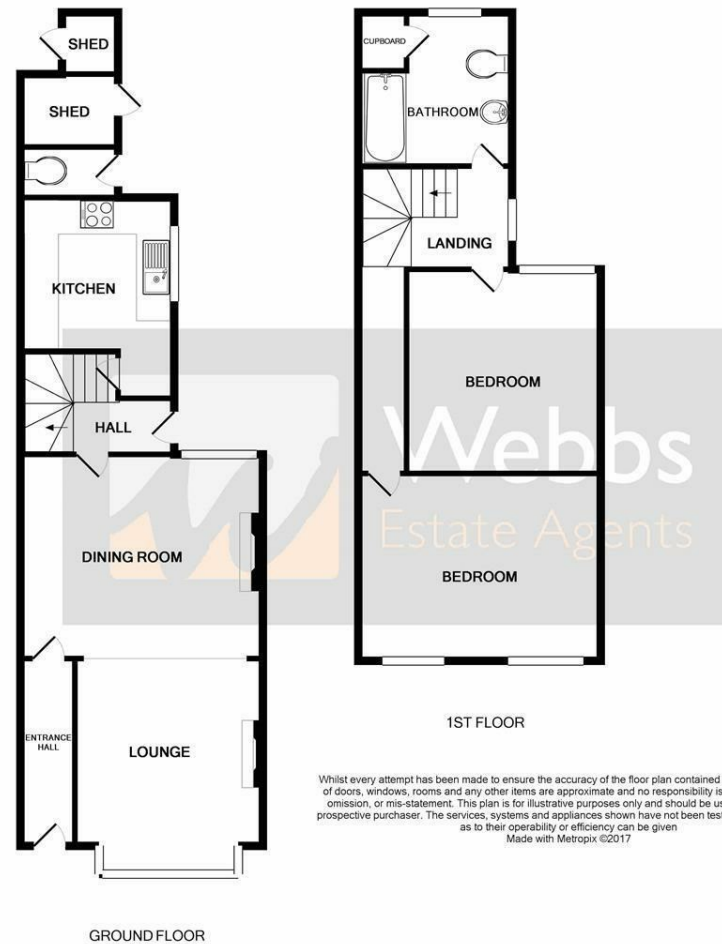 SHED
SHED
KITCHEN
HALL
DINING ROOM
ENTRANCE
HALL
LOUNGE
GROUND FLOOR
CUPBOARD
BATHROOM
LANDING
BEDROOM
Webbs
Estate Agents
BEDROOM
1ST FLOOR
Whilst every attempt has been made to ensure the accuracy of the floor plan contained
of doors, windows, rooms and any other items are approximate and no responsibility is
omission, or mis-statement. This plan is for illustrative purposes only and should be us
prospective purchaser. The services, systems and appliances shown have not been test
as to their operability or efficiency can be given
Made with Metropix ©2017